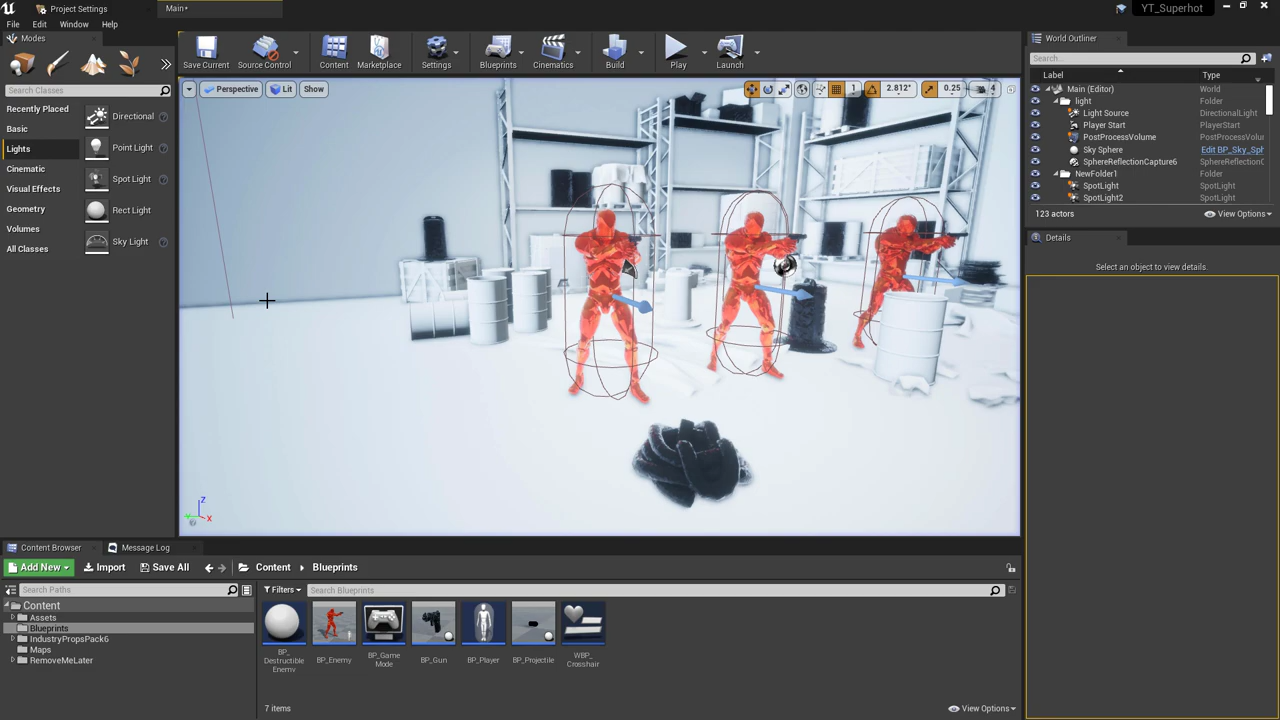 Project Settings
Main*
YT_Superhot
File Edit Window Help
Modes
Search Classes
Recently Placed
Basic
Lights
Cinematic
Visual Effects
Geometry
Volumes
All Classes
Directional
Point Light
Spot Light
Rect Light
Sky Light
Save Current
Source Control
Content
Marketplace
Settings
Blueprints
Cinematics
Build
Play
Launch
Perspective
Lit
Show
1
2.812°
0.25
4
Z
X
World Outliner
Search...
Label Type
Main (Editor) World
light Folder
Light Source DirectionalLight
Player Start PlayerStart
PostProcessVolume PostProcessVolu
Sky Sphere Edit BP_Sky_Sph
SphereReflectionCapture6 SphereReflectionC
NewFolder1 Folder
SpotLight SpotLight
SpotLight2 SpotLight
123 actors
View Options
Details
Select an object to view details.
Content Browser
Message Log
Add New
Import
Save All
Content
Blueprints
Search Paths
Filters
Search Blueprints
Content
Assets
Blueprints
IndustryPropsPack6
Maps
RemoveMeLater
BP_
Destructible
Enemy
BP_Enemy
BP_Game
Mode
BP_Gun
BP_Player
BP_Projectile
WBP_
Crosshair
7 items
View Options